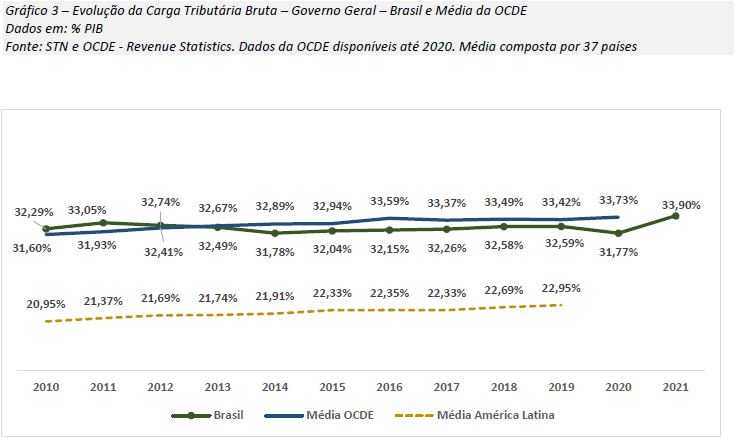 Gráfico 3 – Evolução da Carga Tributária Bruta – Governo Geral – Brasil e Média da OCDE
Dados em: % PIB
Fonte: STN e OCDE - Revenue Statistics. Dados da OCDE disponíveis até 2020. Média composta por 37 países
32,29% 33,05% 32,74% 32,67% 32,89% 32,94% 33,59% 33,37% 33,49% 33,42% 33,73% 33,90%
31,60% 31,93% 32,41% 32,49% 31,78% 32,04% 32,15% 32,26% 32,58% 32,59% 31,77%
20,95% 21,37% 21,69% 21,74% 21,91% 22,33% 22,35% 22,33% 22,69% 22,95%
2010 2011 2012 2013 2014 2015 2016 2017 2018 2019 2020 2021
Brasil Média OCDE Média América Latina